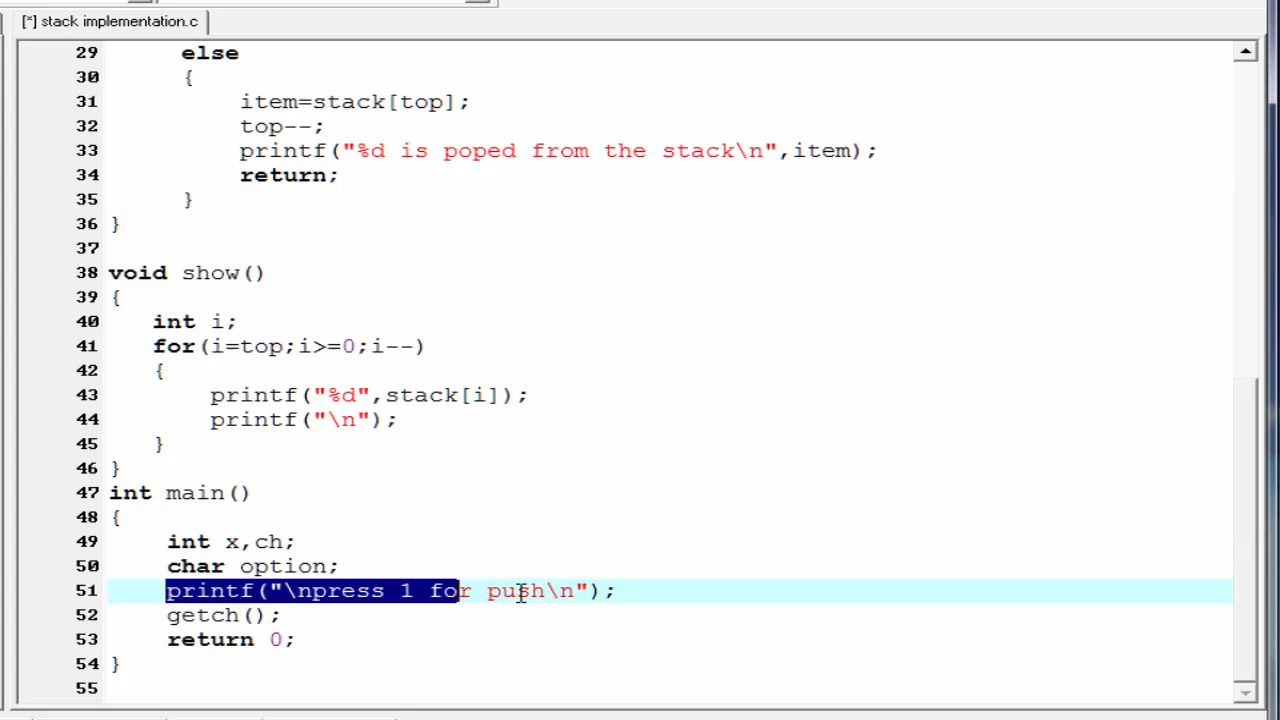 [*] stack implementation.c
29 else
30 {
31 item=stack[top];
32 top--;
33 printf("%d is poped from the stack\n",item);
34 return;
35 }
36 }
37
38 void show()
39 {
40 int i;
41 for(i=top;i>=0;i--)
42 {
43 printf("%d",stack[i]);
44 printf("\n");
45 }
46 }
47 int main()
48 {
49 int x,ch;
50 char option;
51 printf("\npress 1 for push\n");
52 getch();
53 return 0;
54 }
55